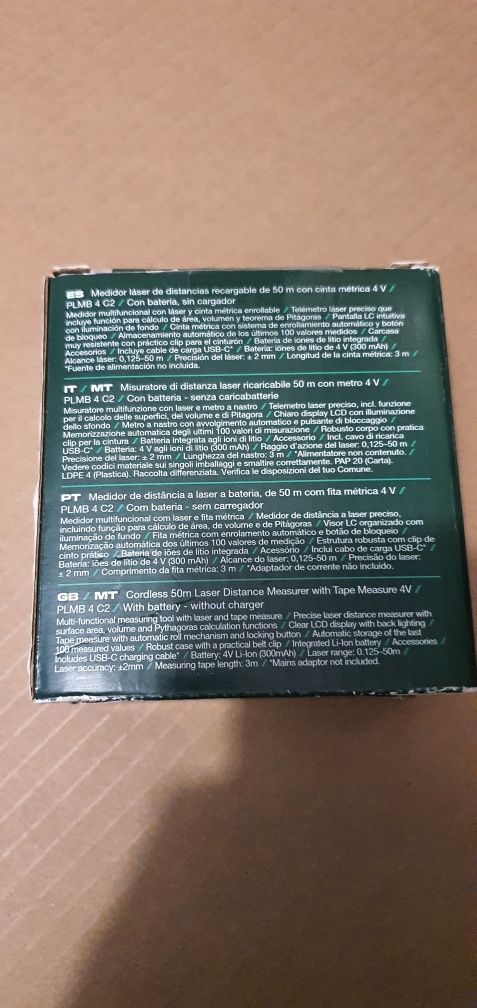 ES Medidor láser de distancias recargable de 50 m con cinta métrica 4 V /
PLMB 4 C2 / Con batería, sin cargador
Medidor multifuncional con láser y cinta métrica enrollable / Telémetro láser preciso que
incluye función para cálculo de área, volumen y teorema de Pitágoras / Pantalla LC intuitiva
con iluminación de fondo / Cinta métrica con sistema de enrollamiento automático y botón
de bloqueo / Almacenamiento automático de los últimos 100 valores medidos / Carcasa
muy resistente con práctico clip para el cinturón / Batería de iones de litio integrada /
Accesorios / Incluye cable de carga USB-C* / Batería: iones de litio de 4 V (300 mAh) /
Alcance láser: 0,125–50 m / Precisión del láser: ± 2 mm / Longitud de la cinta métrica: 3 m /
*Fuente de alimentación no incluida.
IT / MT Misuratore di distanza laser ricaricabile 50 m con metro 4 V /
PLMB 4 C2 / Con batteria - senza caricabatterie
Misuratore multifunzione con laser e metro a nastro / Telemetro laser preciso, incl. funzione
per il calcolo delle superfici, del volume e di Pitagora / Chiaro display LCD con illuminazione
dello sfondo / Metro a nastro con avvolgimento automatico e pulsante di bloccaggio /
Memorizzazione automatica degli ultimi 100 valori di misurazione / Robusto corpo con pratica
clip per la cintura / Batteria integrata agli ioni di litio / Accessorio / Incl. cavo di ricarica
USB-C* / Batteria: 4 V agli ioni di litio (300 mAh) / Raggio d'azione del laser: 0,125–50 m /
Precisione del laser: ± 2 mm / Lunghezza del nastro: 3 m / *Alimentatore non contenuto. /
Vedere codici materiale sui singoli imballaggi e smaltire correttamente. PAP 20 (Carta).
LDPE 4 (Plastica). Raccolta differenziata. Verifica le disposizioni del tuo Comune.
PT Medidor de distância a laser a bateria, de 50 m com fita métrica 4 V /
PLMB 4 C2 / Com bateria - sem carregador
Medidor multifuncional com laser e fita métrica / Medidor de distância a laser preciso,
incluindo função para cálculo de área, de volume e de Pitágoras / Visor LC organizado com
iluminação de fundo / Fita métrica com enrolamento automático e botão de bloqueio /
Memorização automática dos últimos 100 valores de medição / Estrutura robusta com clip de
cinto prático / Bateria de iões de lítio integrada / Acessório / Inclui cabo de carga USB-C* /
Bateria: iões de lítio de 4 V (300 mAh) / Alcance do laser: 0,125-50 m / Precisão do laser:
± 2 mm / Comprimento da fita métrica: 3 m / *Adaptador de corrente não incluído.
GB / MT Cordless 50m Laser Distance Measurer with Tape Measure 4V /
PLMB 4 C2 / With battery - without charger
Multi-functional measuring tool with laser and tape measure / Precise laser distance measurer with
surface area, volume and Pythagoras calculation functions / Clear LCD display with back lighting /
Tape measure with automatic roll mechanism and locking button / Automatic storage of the last
100 measured values / Robust case with a practical belt clip / Integrated Li-Ion battery / Accessories /
Includes USB-C charging cable* / Battery: 4V Li-Ion (300mAh) / Laser range: 0.125–50m /
Laser accuracy: ±2mm / Measuring tape length: 3m / *Mains adaptor not included.